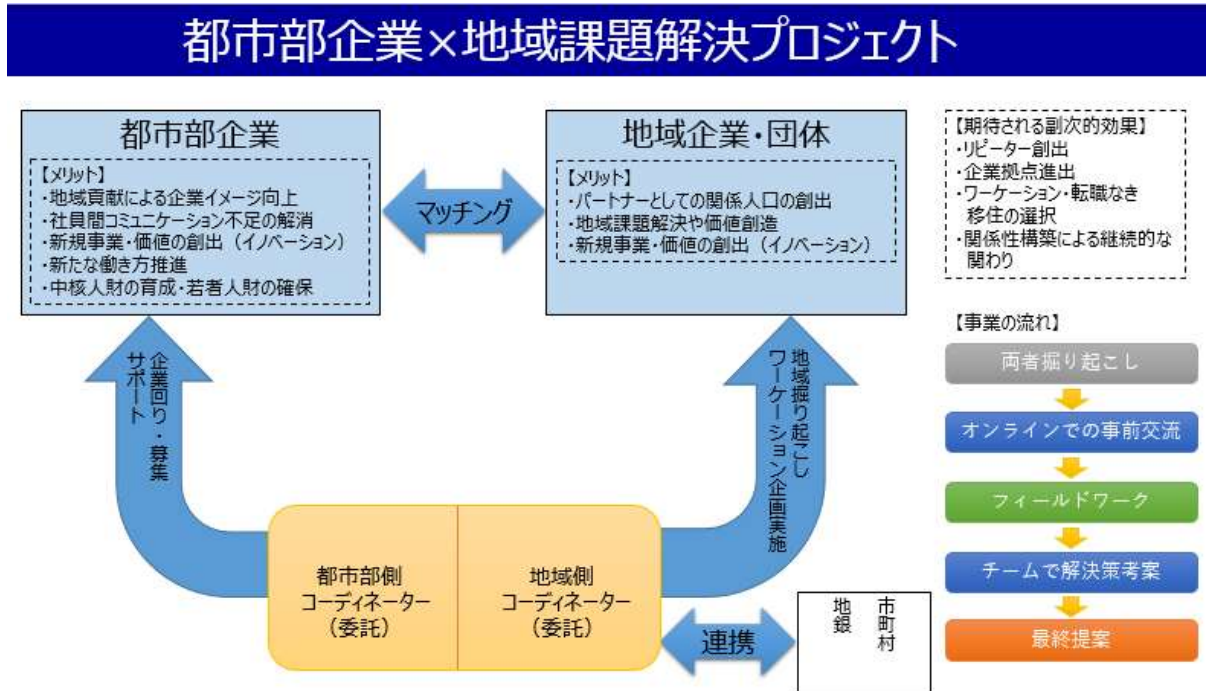 都市部企業×地域課題解決プロジェクト
都市部企業
【メリット】
・地域貢献による企業イメージ向上
・社員間コミュニケーション不足の解消
・新規事業・価値の創出（イノベーション）
・新たな働き方推進
・中核人財の育成・若者人財の確保
マッチング
地域企業・団体
【メリット】
・パートナーとしての関係人口の創出
・地域課題解決や価値創造
・新規事業・価値の創出（イノベーション）
【期待される副次的効果】
・リピーター創出
・企業拠点進出
・ワーケーション・転職なき
移住の選択
・関係性構築による継続的な
関わり
企業回り・募集
サポート
地域掘り起こし
ワーケーション企画実施
都市部側
コーディネーター
（委託）
地域側
コーディネーター
（委託）
連携
市町村
地銀
【事業の流れ】
両者掘り起こし
オンラインでの事前交流
フィールドワーク
チームで解決策考案
最終提案